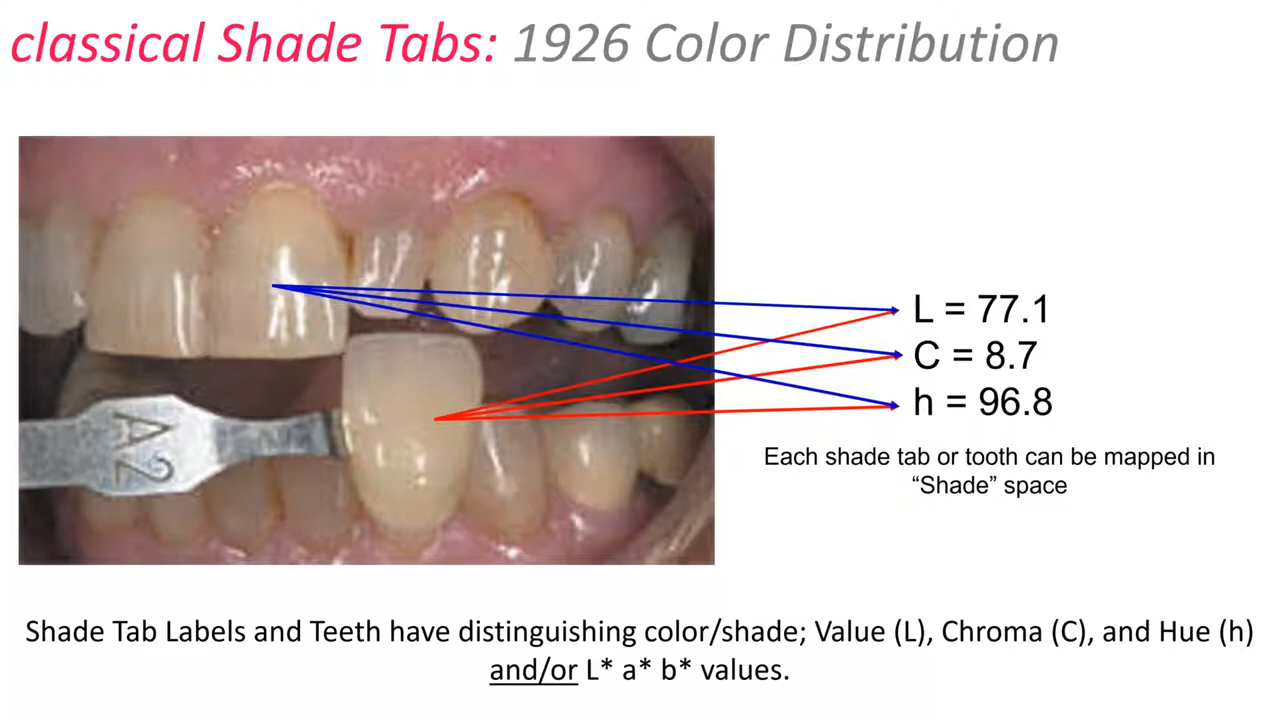 classical Shade Tabs: 1926 Color Distribution
L = 77.1
C = 8.7
h = 96.8
A2
Each shade tab or tooth can be mapped in
“Shade” space
Shade Tab Labels and Teeth have distinguishing color/shade; Value (L), Chroma (C), and Hue (h)
and/or L* a* b* values.